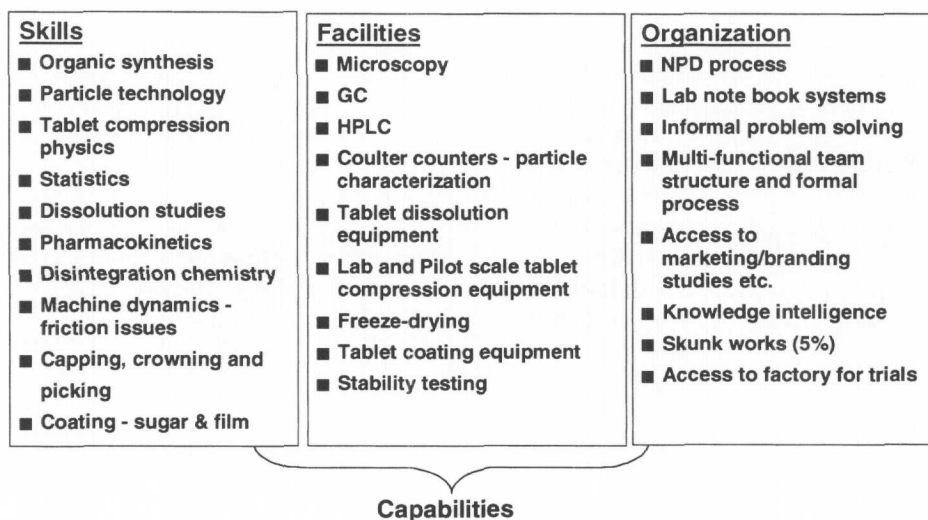 Skills
■ Organic synthesis
■ Particle technology
■ Tablet compression
physics
■ Statistics
■ Dissolution studies
■ Pharmacokinetics
■ Disintegration chemistry
■ Machine dynamics -
friction issues
■ Capping, crowning and
picking
■ Coating - sugar & film
Facilities
■ Microscopy
■ GC
■ HPLC
■ Coulter counters - particle
characterization
■ Tablet dissolution
equipment
■ Lab and Pilot scale tablet
compression equipment
■ Freeze-drying
■ Tablet coating equipment
■ Stability testing
Organization
■ NPD process
■ Lab note book systems
■ Informal problem solving
■ Multi-functional team
structure and formal
process
■ Access to
marketing/branding
studies etc.
■ Knowledge intelligence
■ Skunk works (5%)
■ Access to factory for trials
Capabilities